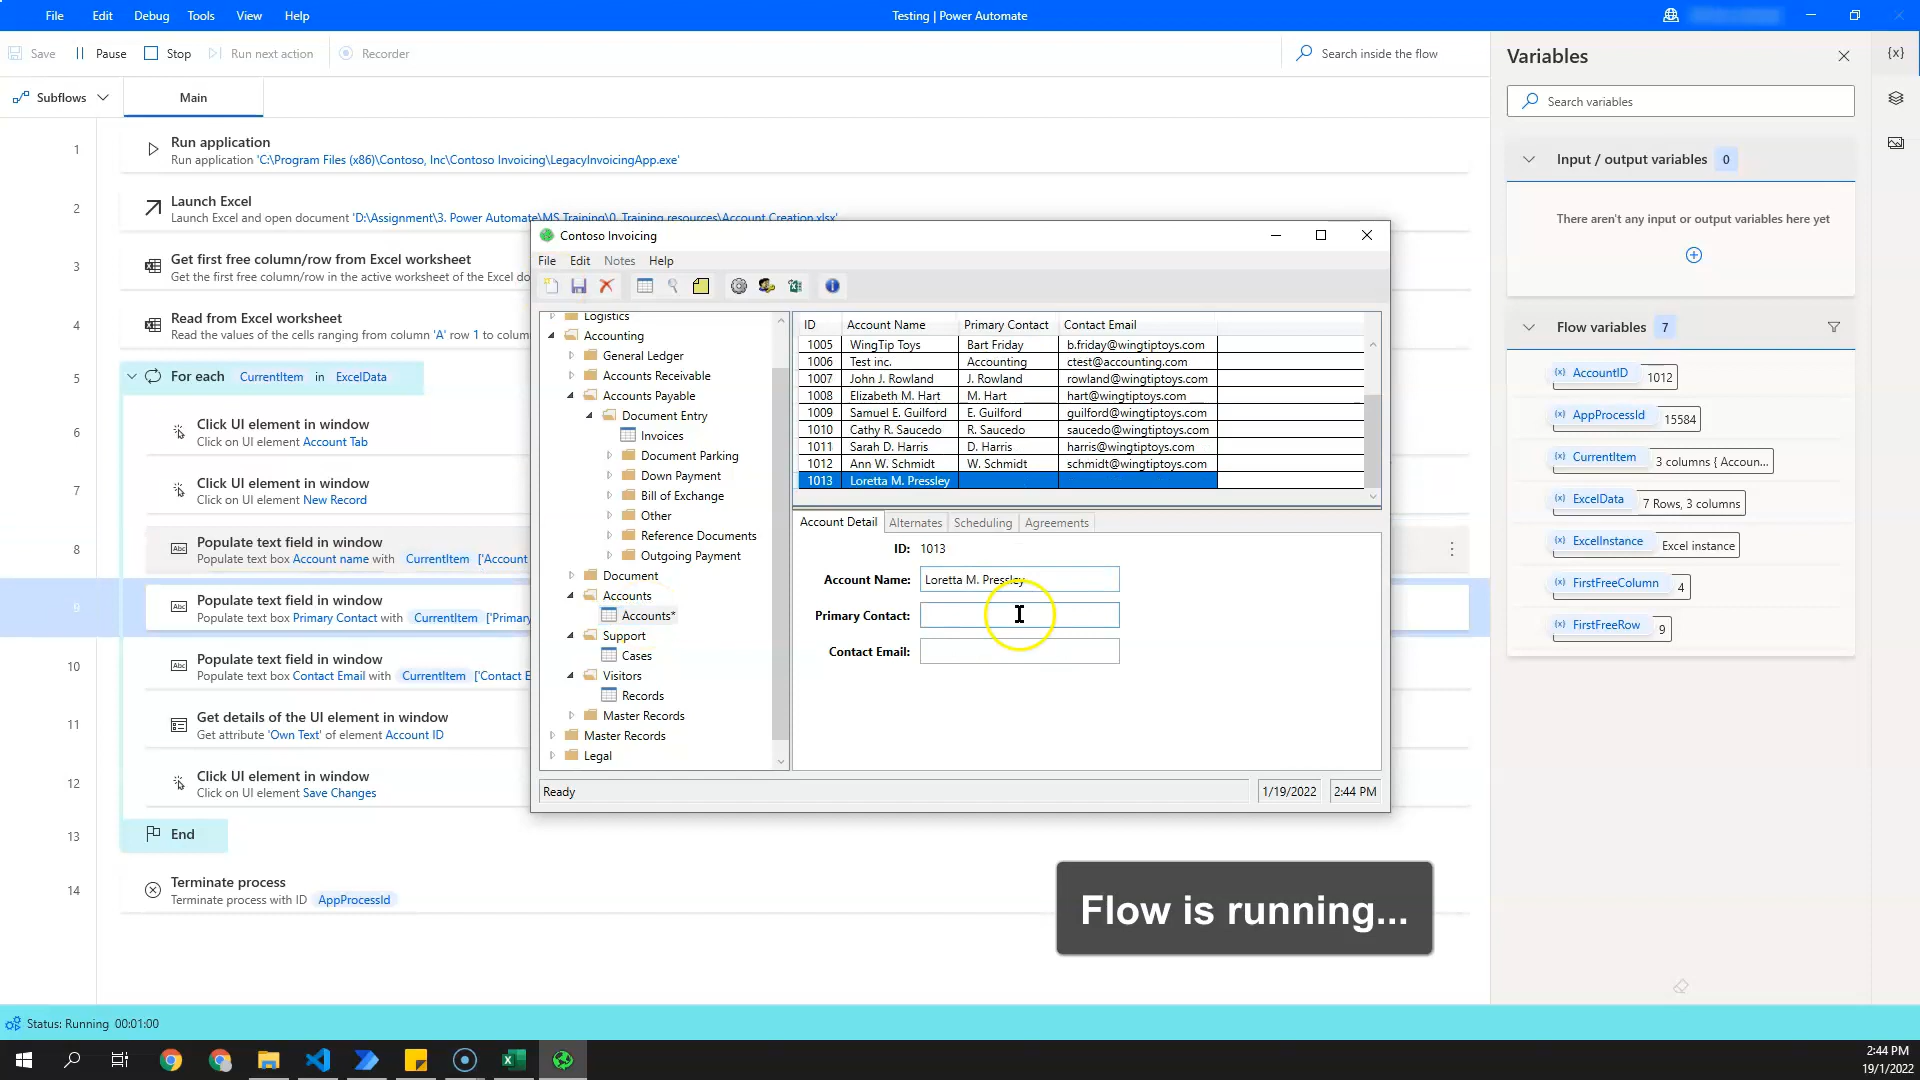 File Edit Debug Tools View Help
Testing | Power Automate
Save Pause Stop Run next action Recorder
Search inside the flow
Subflows Main
1 Run application
Run application 'C:\Program Files (x86)\Contoso, Inc\Contoso Invoicing\LegacyInvoicingApp.exe'
2 Launch Excel
Launch Excel and open document 'D:\Assignment\3. Power Automate\MS Training\0. Training resources\Account Creation.xlsx'
3 Get first free column/row from Excel worksheet
Get the first free column/row in the active worksheet of the Excel do
4 Read from Excel worksheet
Read the values of the cells ranging from column 'A' row 1 to colum
5 For each CurrentItem in ExcelData
6 Click UI element in window
Click on UI element Account Tab
7 Click UI element in window
Click on UI element New Record
8 Populate text field in window
Populate text box Account name with CurrentItem ['Account
9 Populate text field in window
Populate text box Primary Contact with CurrentItem ['Primary
10 Populate text field in window
Populate text box Contact Email with CurrentItem ['Contact E
11 Get details of the UI element in window
Get attribute 'Own Text' of element Account ID
12 Click UI element in window
Click on UI element Save Changes
13 End
14 Terminate process
Terminate process with ID AppProcessId
Contoso Invoicing
File Edit Notes Help
Logistics
Accounting
General Ledger
Accounts Receivable
Accounts Payable
Document Entry
Invoices
Document Parking
Down Payment
Bill of Exchange
Other
Reference Documents
Outgoing Payment
Document
Accounts
Accounts*
Support
Cases
Visitors
Records
Master Records
Master Records
Legal
ID Account Name Primary Contact Contact Email
1005 WingTip Toys Bart Friday b.friday@wingtiptoys.com
1006 Test inc. Accounting ctest@accounting.com
1007 John J. Rowland J. Rowland rowland@wingtiptoys.com
1008 Elizabeth M. Hart M. Hart hart@wingtiptoys.com
1009 Samuel E. Guilford E. Guilford guilford@wingtiptoys.com
1010 Cathy R. Saucedo R. Saucedo saucedo@wingtiptoys.com
1011 Sarah D. Harris D. Harris harris@wingtiptoys.com
1012 Ann W. Schmidt W. Schmidt schmidt@wingtiptoys.com
1013 Loretta M. Pressley
Account Detail Alternates Scheduling Agreements
ID: 1013
Account Name: Loretta M. Pressley
Primary Contact:
Contact Email:
Ready 1/19/2022 2:44 PM
Flow is running...
Variables
{x}
Search variables
Input / output variables 0
There aren't any input or output variables here yet
Flow variables 7
(x) AccountID 1012
(x) AppProcessId 15584
(x) CurrentItem 3 columns { Accoun...
(x) ExcelData 7 Rows, 3 columns
(x) ExcelInstance Excel instance
(x) FirstFreeColumn 4
(x) FirstFreeRow 9
Status: Running 00:01:00
2:44 PM
19/1/2022